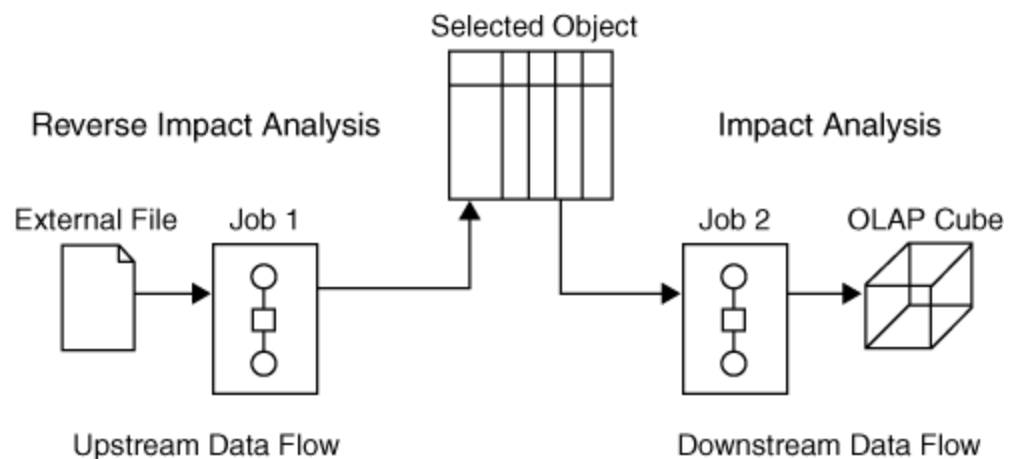 Selected Object
Reverse Impact Analysis
Impact Analysis
External File
Job 1
Job 2
OLAP Cube
Upstream Data Flow
Downstream Data Flow